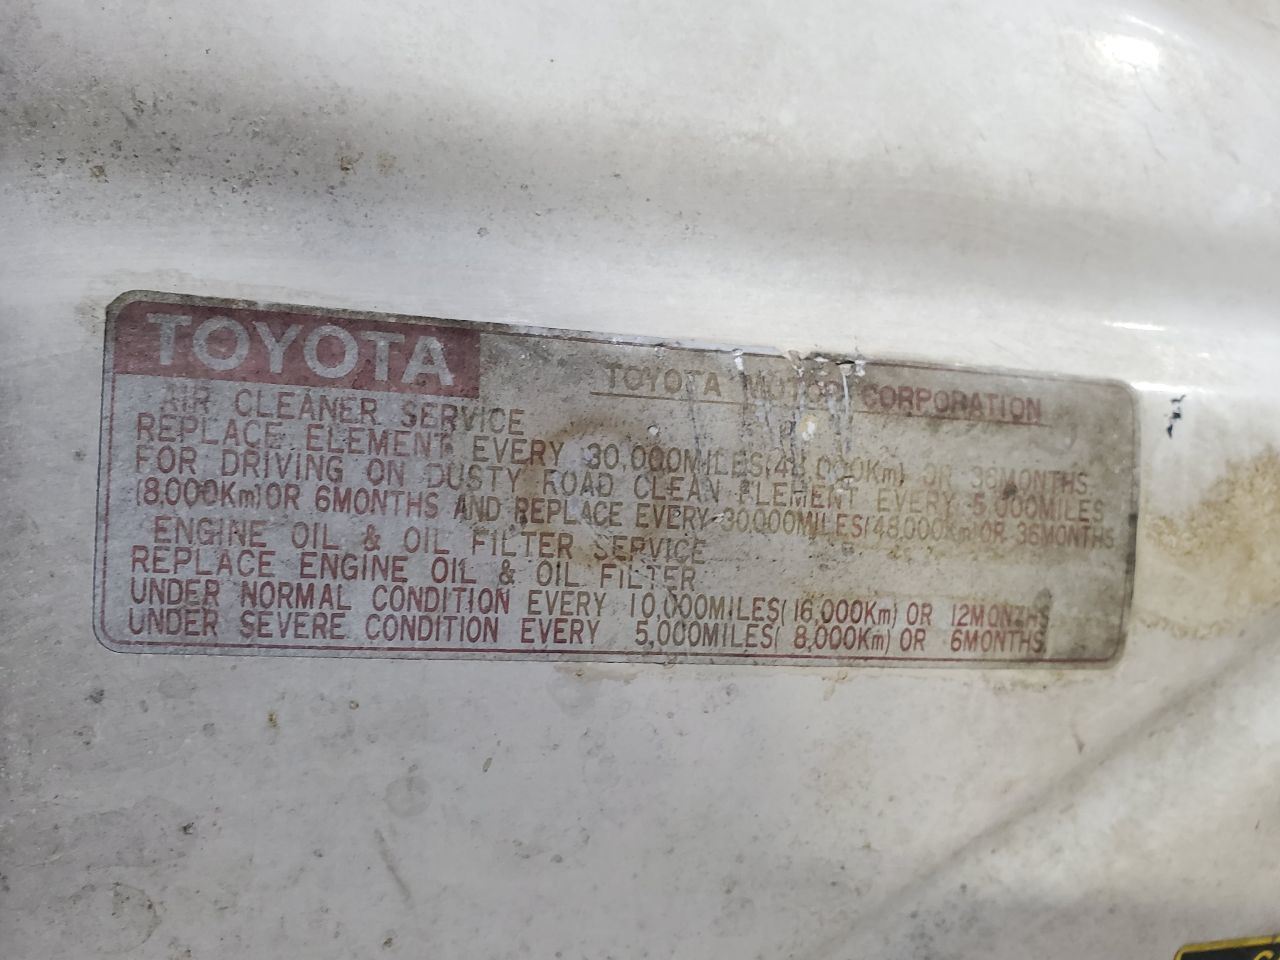 TOYOTA
TOYOTA MOTOR CORPORATION
AIR CLEANER SERVICE
REPLACE ELEMENT EVERY 30,000MILES(48,000Km) OR 36MONTHS
FOR DRIVING ON DUSTY ROAD CLEAN ELEMENT EVERY 5,000MILES
(8,000Km)OR 6MONTHS AND REPLACE EVERY 30,000MILES(48,000Km)OR 36MONTHS
ENGINE OIL & OIL FILTER SERVICE
REPLACE ENGINE OIL & OIL FILTER
UNDER NORMAL CONDITION EVERY 10,000MILES(16,000Km) OR 12MONTHS
UNDER SEVERE CONDITION EVERY 5,000MILES( 8,000Km) OR 6MONTHS